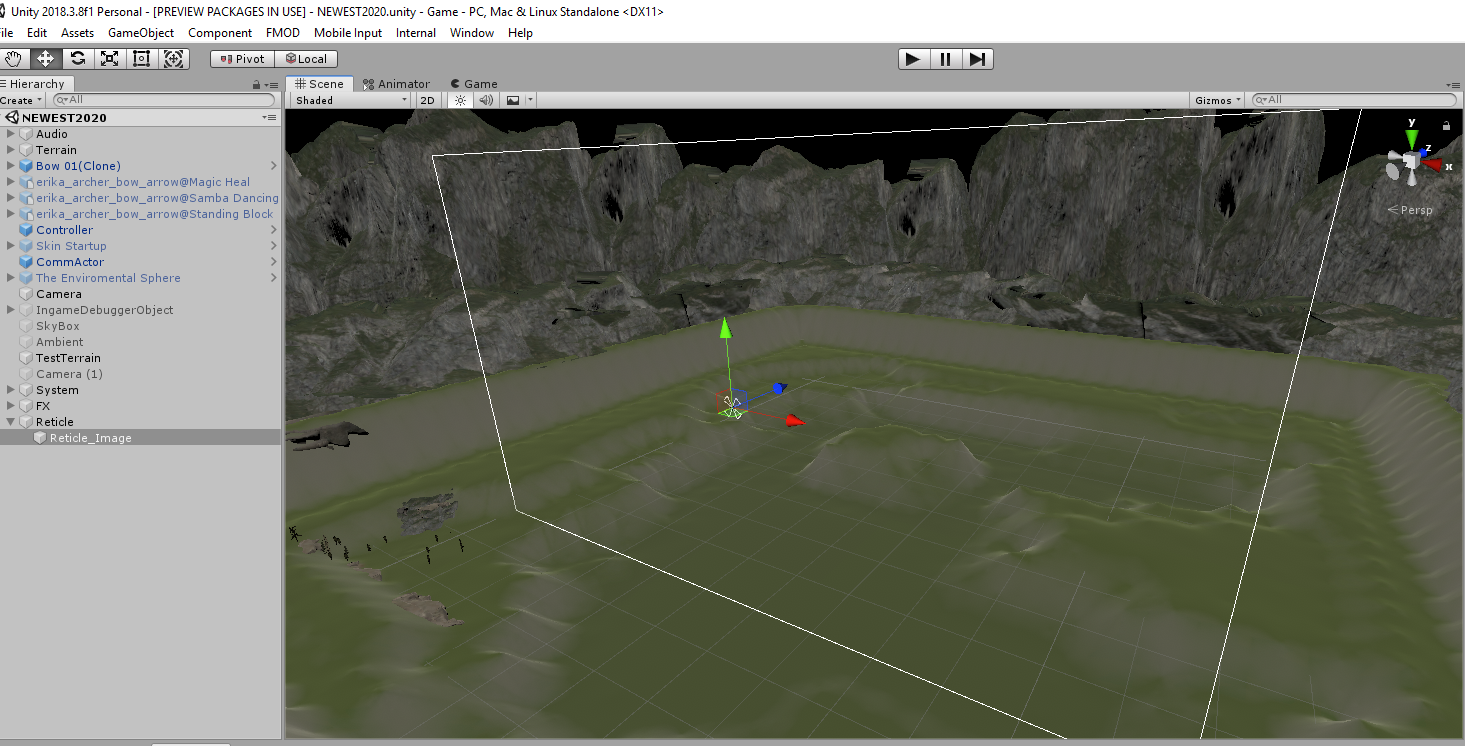 Unity 2018.3.8f1 Personal - [PREVIEW PACKAGES IN USE] - NEWEST2020.unity - Game - PC, Mac & Linux Standalone <DX11>
ile Edit Assets GameObject Component FMOD Mobile Input Internal Window Help
Pivot Local
Hierarchy Scene Animator Game
Create All Shaded 2D Gizmos All
NEWEST2020
Audio
Terrain
Bow 01(Clone)
erika_archer_bow_arrow@Magic Heal
erika_archer_bow_arrow@Samba Dancing
erika_archer_bow_arrow@Standing Block
Controller
Skin Startup
CommActor
The Enviromental Sphere
Camera
IngameDebuggerObject
SkyBox
Ambient
TestTerrain
Camera (1)
System
FX
Reticle
Reticle_Image
y
z
x
Persp